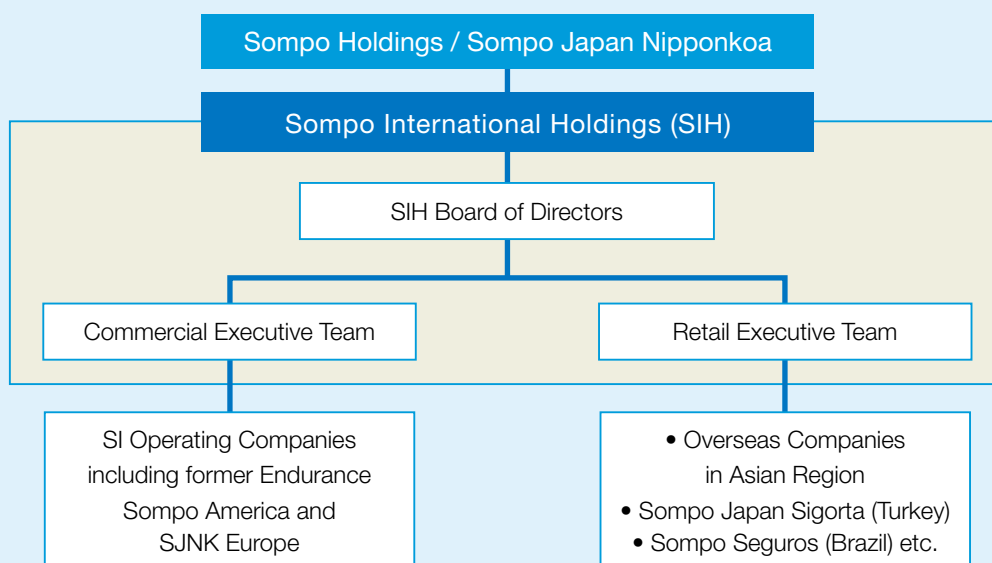 Sompo Holdings / Sompo Japan Nipponkoa
Sompo International Holdings (SIH)
SIH Board of Directors
Commercial Executive Team
Retail Executive Team
SI Operating Companies
including former Endurance
Sompo America and
SJNK Europe
• Overseas Companies
in Asian Region
• Sompo Japan Sigorta (Turkey)
• Sompo Seguros (Brazil) etc.